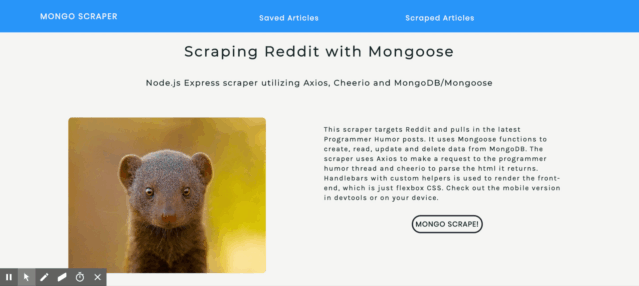 MONGO SCRAPER
Saved Articles
Scraped Articles
Scraping Reddit with Mongoose
Node.js Express scraper utilizing Axios, Cheerio and MongoDB/Mongoose
This scraper targets Reddit and pulls in the latest
Programmer Humor posts. It uses Mongoose functions to
create, read, update and delete data from MongoDB. The
scraper uses Axios to make a request to the programmer
humor thread and cheerio to parse the html it returns.
Handlebars with custom helpers is used to render the front-
end, which is just flexbox CSS. Check out the mobile version
in devtools or on your device.
MONGO SCRAPE!